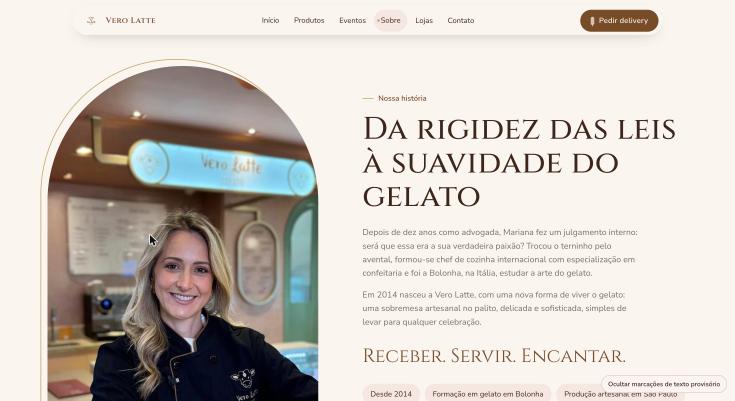 VERO LATTE
Início
Produtos
Eventos
Sobre
Lojas
Contato
Pedir delivery
Vero Latte
GELATO
Nossa história
DA RIGIDEZ DAS LEIS
À SUAVIDADE DO
GELATO
Depois de dez anos como advogada, Mariana fez um julgamento interno:
será que essa era a sua verdadeira paixão? Trocou o terninho pelo
avental, formou-se chef de cozinha internacional com especialização em
confeitaria e foi a Bolonha, na Itália, estudar a arte do gelato.
Em 2014 nasceu a Vero Latte, com uma nova forma de viver o gelato:
uma sobremesa artesanal no palito, delicada e sofisticada, simples de
levar para qualquer celebração.
RECEBER. SERVIR. ENCANTAR.
Ocultar marcações de texto provisório
Desde 2014
Formação em gelato em Bolonha
Produção artesanal em São Paulo
Vero Latte